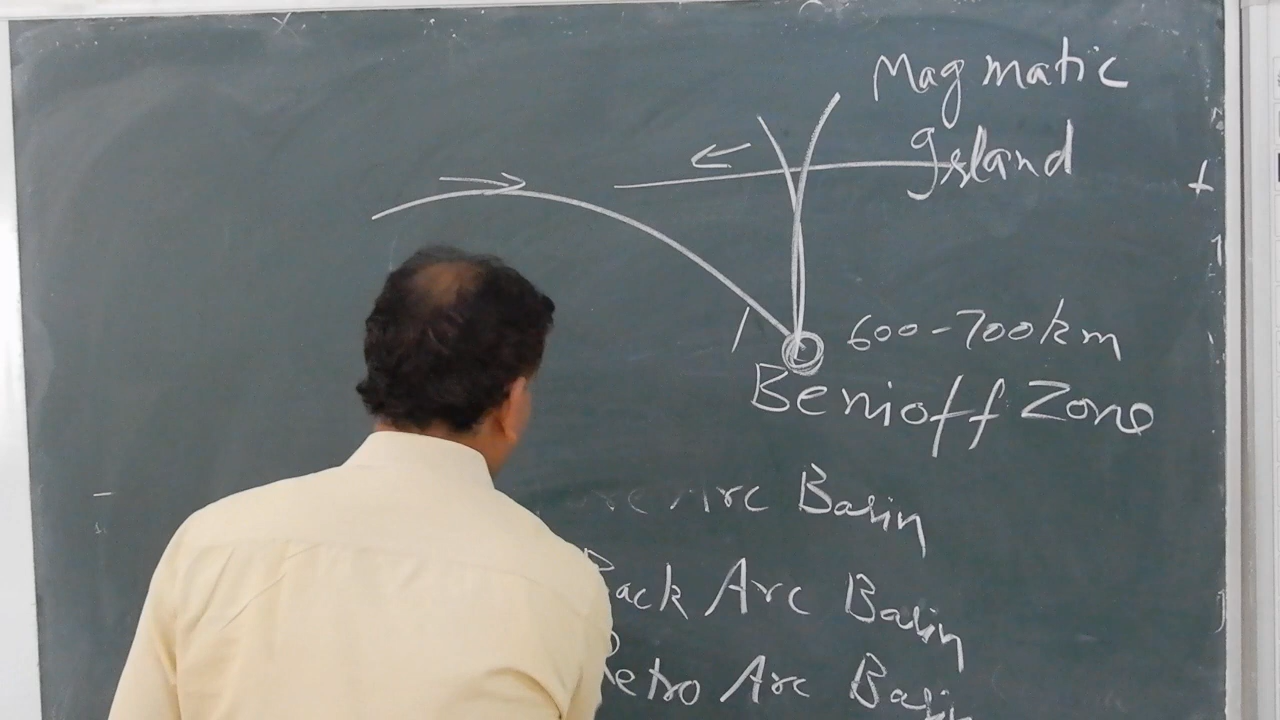 Magmatic
Island
600-700km
Benioff Zone
Arc Basin
Back Arc Basin
Retro Arc Basin